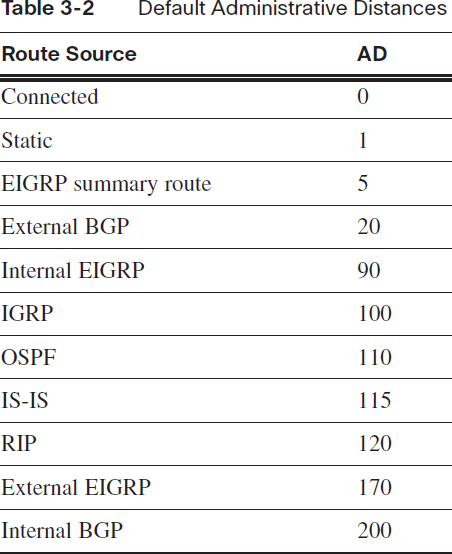 Table 3-2 Default Administrative Distances
Route Source AD
Connected 0
Static 1
EIGRP summary route 5
External BGP 20
Internal EIGRP 90
IGRP 100
OSPF 110
IS-IS 115
RIP 120
External EIGRP 170
Internal BGP 200